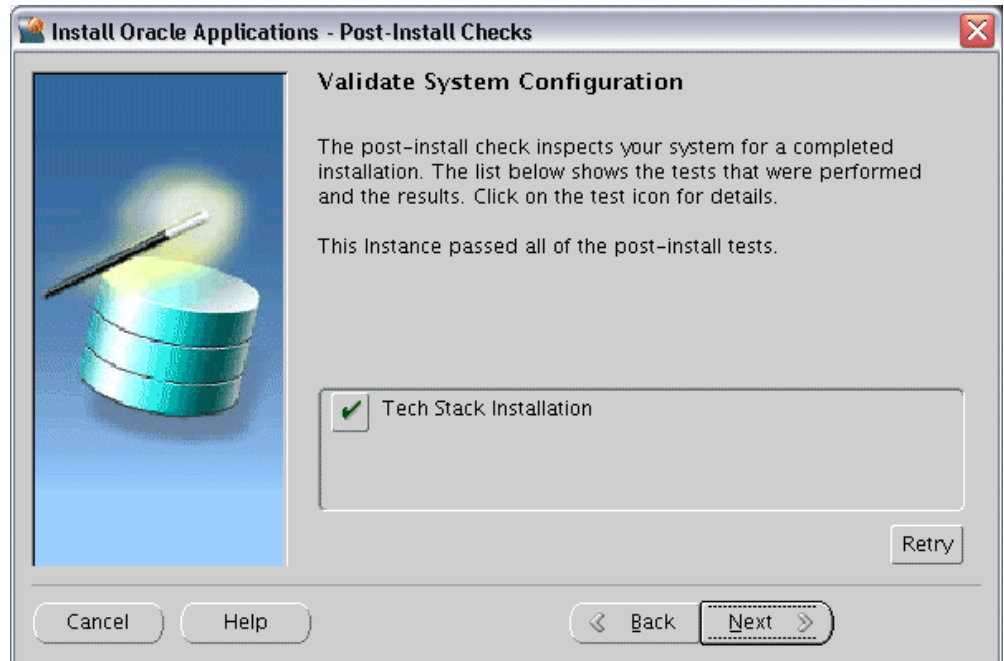 Install Oracle Applications - Post-Install Checks
Validate System Configuration
The post-install check inspects your system for a completed
installation. The list below shows the tests that were performed
and the results. Click on the test icon for details.
This Instance passed all of the post-install tests.
Tech Stack Installation
Retry
Cancel
Help
Back
Next